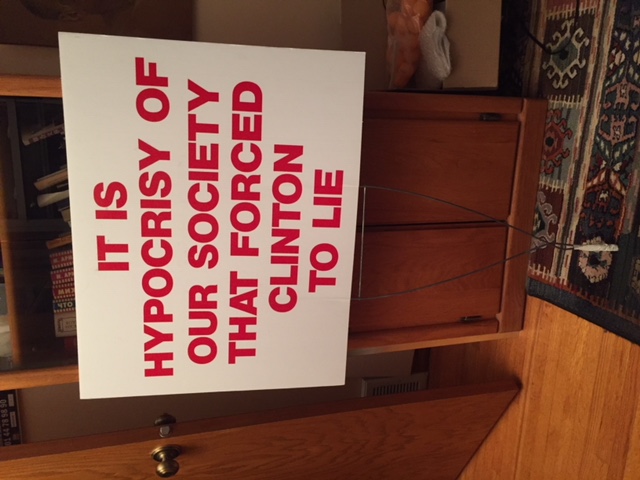 IT IS
HYPOCRISY OF
OUR SOCIETY
THAT FORCED
CLINTON
TO LIE